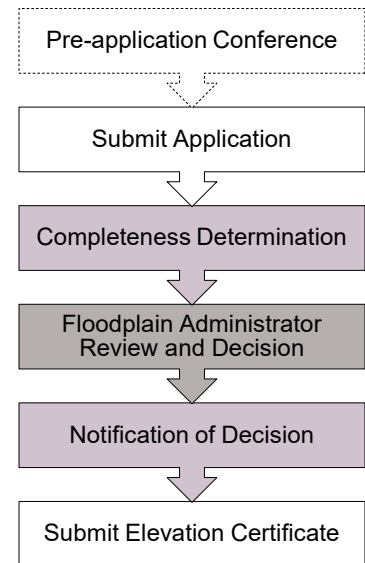 Pre-application Conference
Submit Application
Completeness Determination
Floodplain Administrator
Review and Decision
Notification of Decision
Submit Elevation Certificate